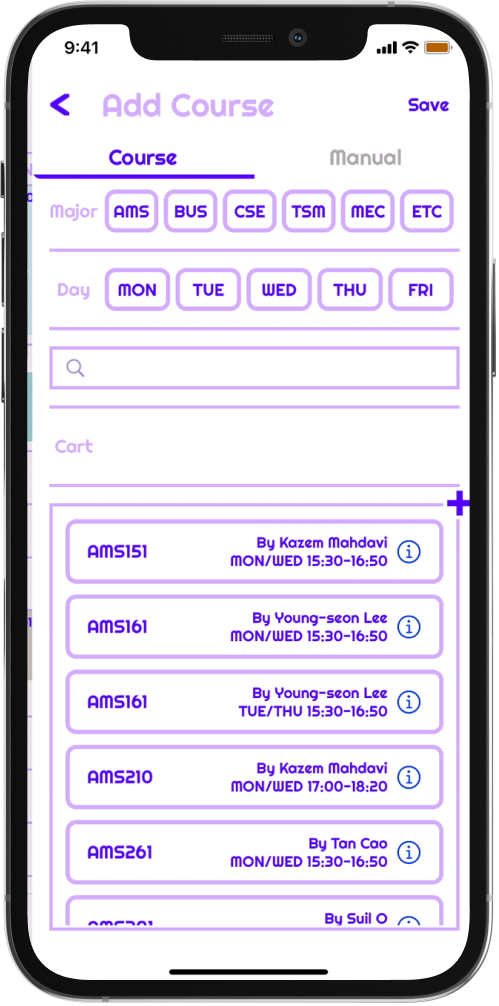 9:41
Add Course
Save
Course
Manual
Major
AMS
BUS
CSE
TSM
MEC
ETC
Day
MON
TUE
WED
THU
FRI
Cart
AMS151
By Kazem Mahdavi
MON/WED 15:30-16:50
AMS161
By Young-seon Lee
MON/WED 15:30-16:50
AMS161
By Young-seon Lee
TUE/THU 15:30-16:50
AMS210
By Kazem Mahdavi
MON/WED 17:00-18:20
AMS261
By Tan Cao
MON/WED 15:30-16:50
By Suil O